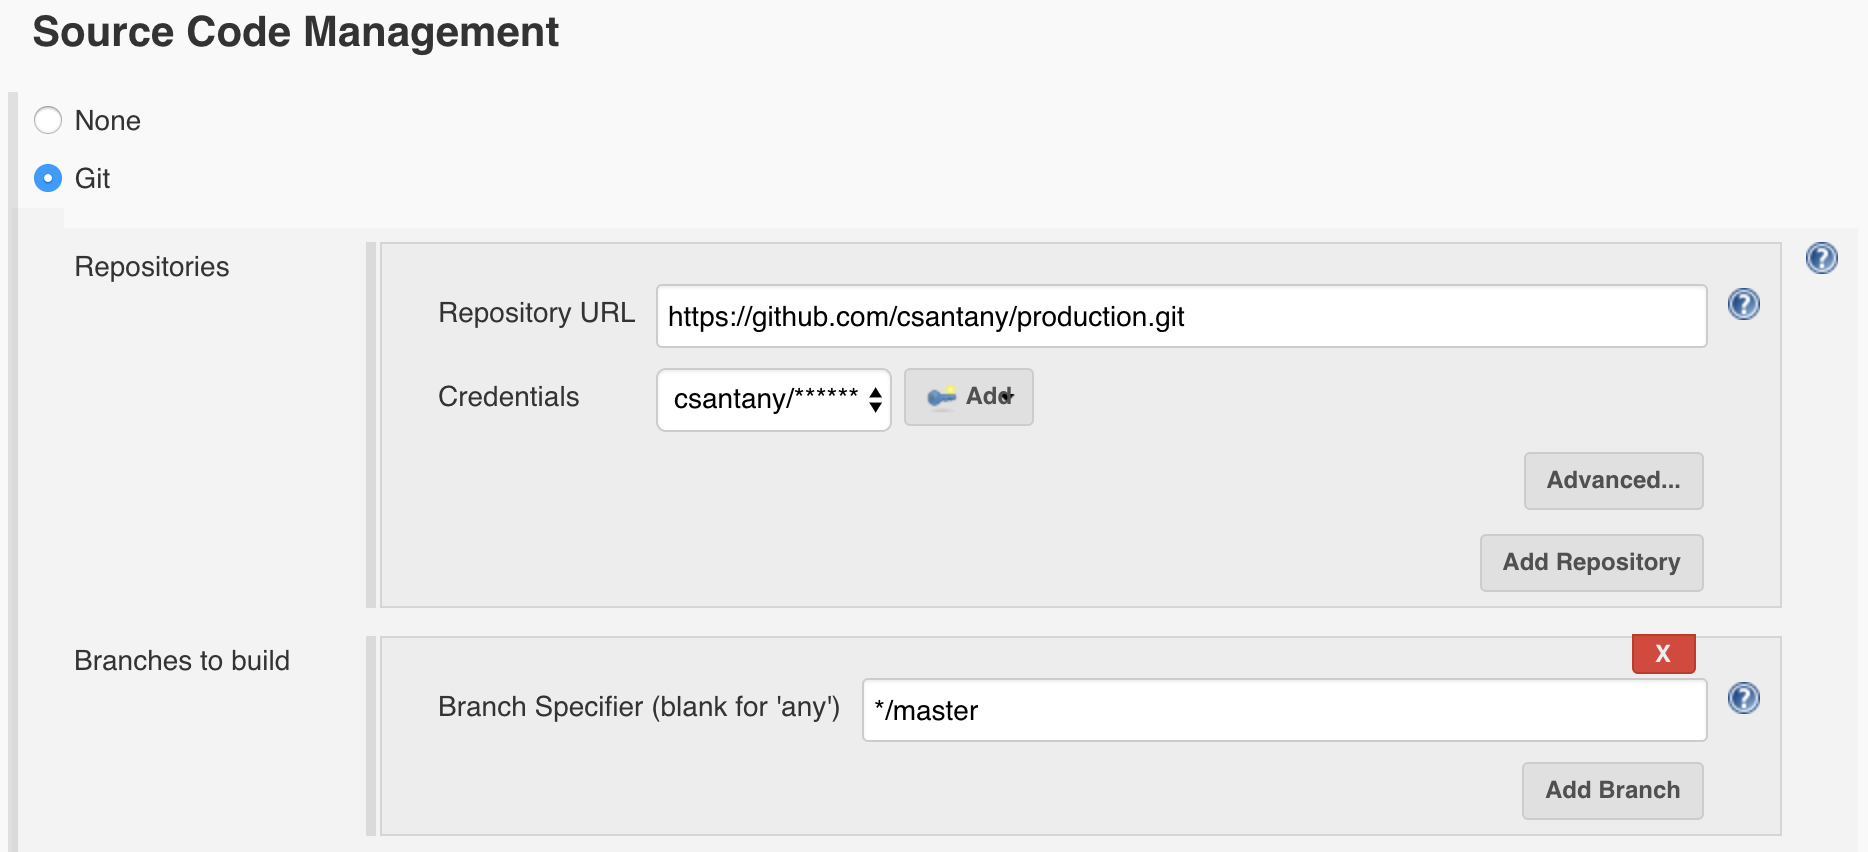 Source Code Management
None
Git
Repositories
Repository URL https://github.com/csantany/production.git
Credentials csantany/****** Add
Advanced...
Add Repository
Branches to build
X
Branch Specifier (blank for 'any') */master
Add Branch